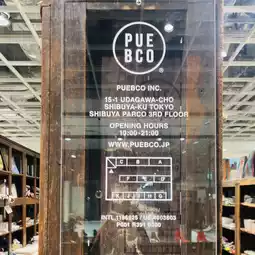 PUE
BCO
®
PUEBCO INC.
15-1 UDAGAWA-CHO
SHIBUYA-KU TOKYO
SHIBUYA PARCO 3RD FLOOR
OPENING HOURS
10:00-21:00
WWW.PUEBCO.JP
C B A